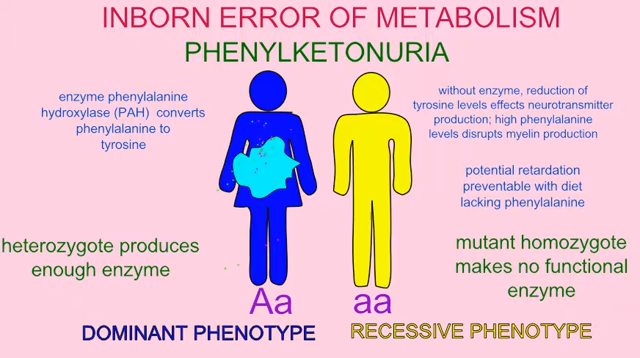 INBORN ERROR OF METABOLISM
PHENYLKETONURIA
enzyme phenylalanine
hydroxylase (PAH) converts
phenylalanine to
tyrosine
without enzyme, reduction of
tyrosine levels effects neurotransmitter
production; high phenylalanine
levels disrupts myelin production
potential retardation
preventable with diet
lacking phenylalanine
heterozygote produces
enough enzyme
mutant homozygote
makes no functional
enzyme
Aa
aa
DOMINANT PHENOTYPE
RECESSIVE PHENOTYPE